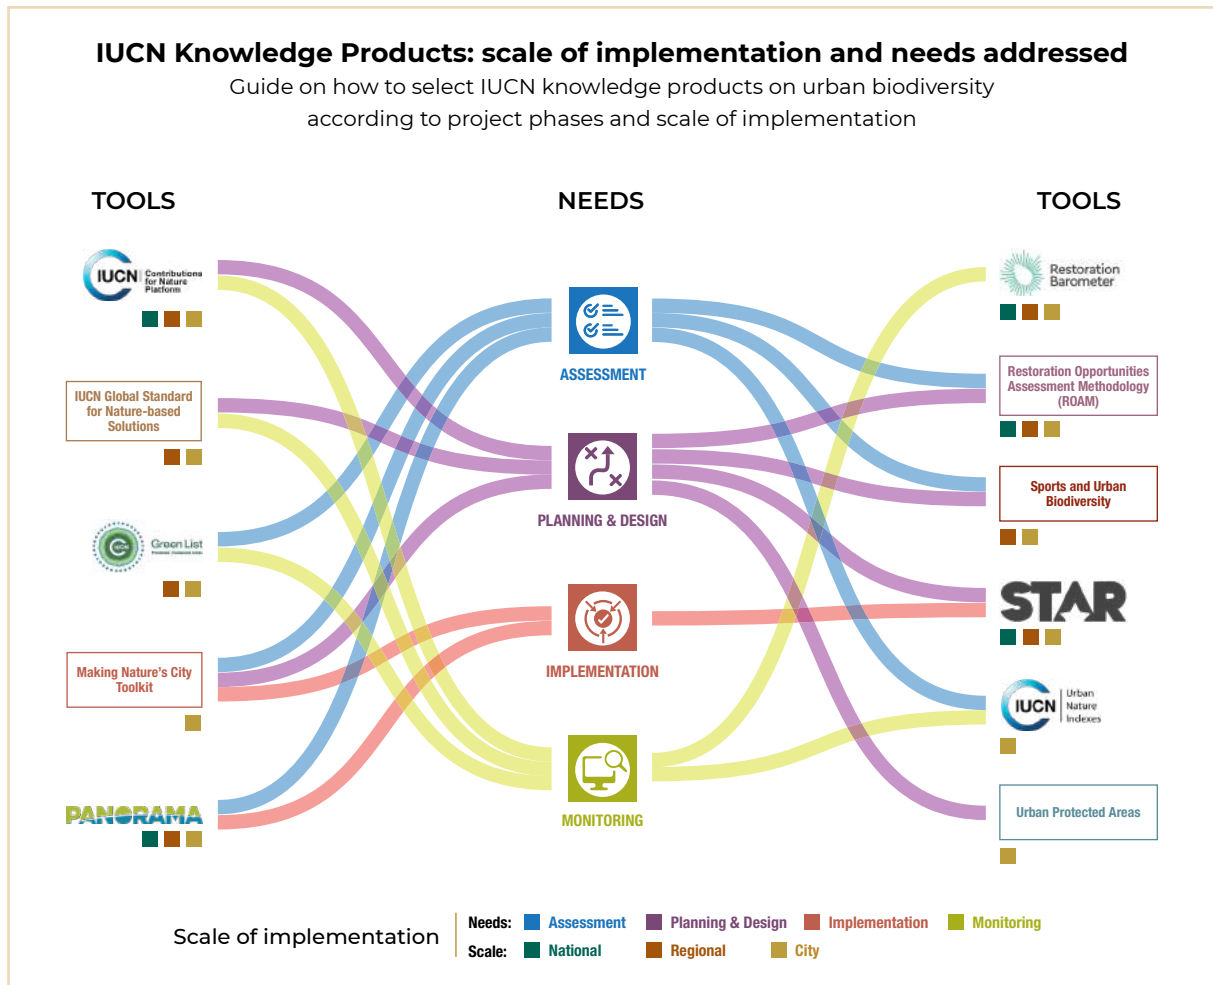 IUCN Knowledge Products: scale of implementation and needs addressed
Guide on how to select IUCN knowledge products on urban biodiversity
according to project phases and scale of implementation
TOOLS
NEEDS
TOOLS
IUCN
Contributions
for Nature
Platform
IUCN Global Standard
for Nature-based
Solutions
Green List
Making Nature's City
Toolkit
PANORAMA
ASSESSMENT
PLANNING & DESIGN
IMPLEMENTATION
MONITORING
Restoration
Barometer
Restoration Opportunities
Assessment Methodology
(ROAM)
Sports and Urban
Biodiversity
STAR
IUCN
Urban
Nature
Indexes
Urban Protected Areas
Scale of implementation
Needs: Assessment Planning & Design Implementation Monitoring
Scale: National Regional City